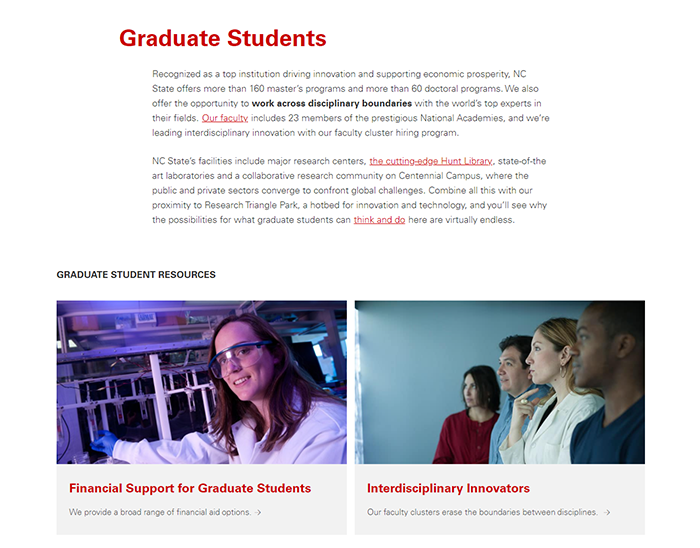 Graduate Students
Recognized as a top institution driving innovation and supporting economic prosperity, NC
State offers more than 160 master's programs and more than 60 doctoral programs. We also
offer the opportunity to work across disciplinary boundaries with the world's top experts in
their fields. Our faculty includes 23 members of the prestigious National Academies, and we're
leading interdisciplinary innovation with our faculty cluster hiring program.
NC State's facilities include major research centers, the cutting-edge Hunt Library, state-of-the
art laboratories and a collaborative research community on Centennial Campus, where the
public and private sectors converge to confront global challenges. Combine all this with our
proximity to Research Triangle Park, a hotbed for innovation and technology, and you'll see why
the possibilities for what graduate students can think and do here are virtually endless.
GRADUATE STUDENT RESOURCES
Financial Support for Graduate Students
We provide a broad range of financial aid options. →
Interdisciplinary Innovators
Our faculty clusters erase the boundaries between disciplines. →